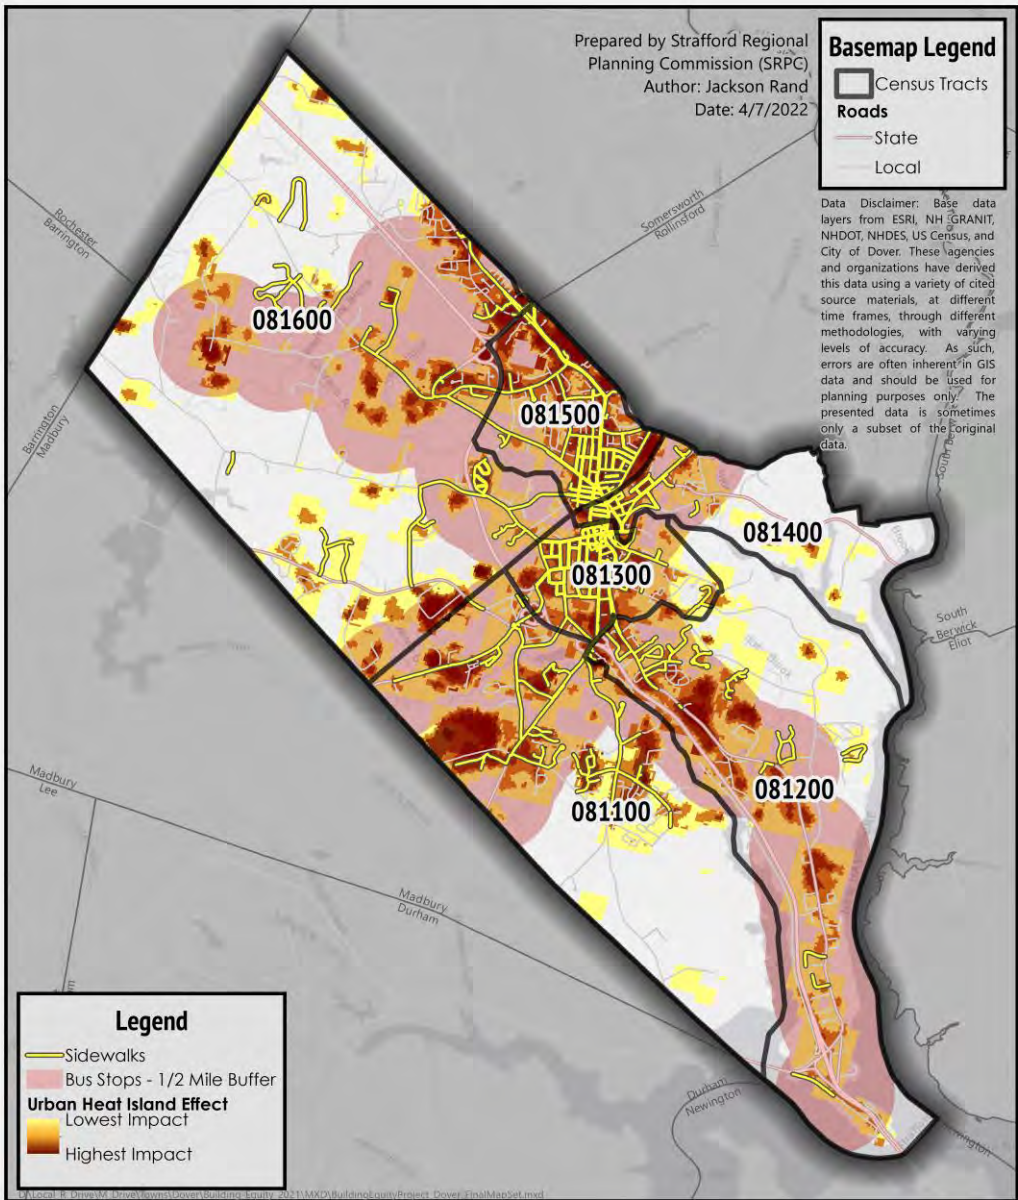 Prepared by Strafford Regional
Planning Commission (SRPC)
Author: Jackson Rand
Date: 4/7/2022
Basemap Legend
Census Tracts
Roads
State
Local
Data Disclaimer: Base data
layers from ESRI, NH GRANIT,
NHDOT, NHDES, US Census, and
City of Dover. These agencies
and organizations have derived
this data using a variety of cited
source materials, at different
time frames, through different
methodologies, with varying
levels of accuracy. As such,
errors are often inherent in GIS
data and should be used for
planning purposes only. The
presented data is sometimes
only a subset of the original
data.
Somersworth
Rollinsford
Rochester
Barrington
081600
Barrington
Madbury
081500
081400
081300
South
Berwick
Eliot
081200
081100
Madbury
Lee
Madbury
Durham
Durham
Newington
Legend
Sidewalks
Bus Stops - 1/2 Mile Buffer
Urban Heat Island Effect
Lowest Impact
Highest Impact